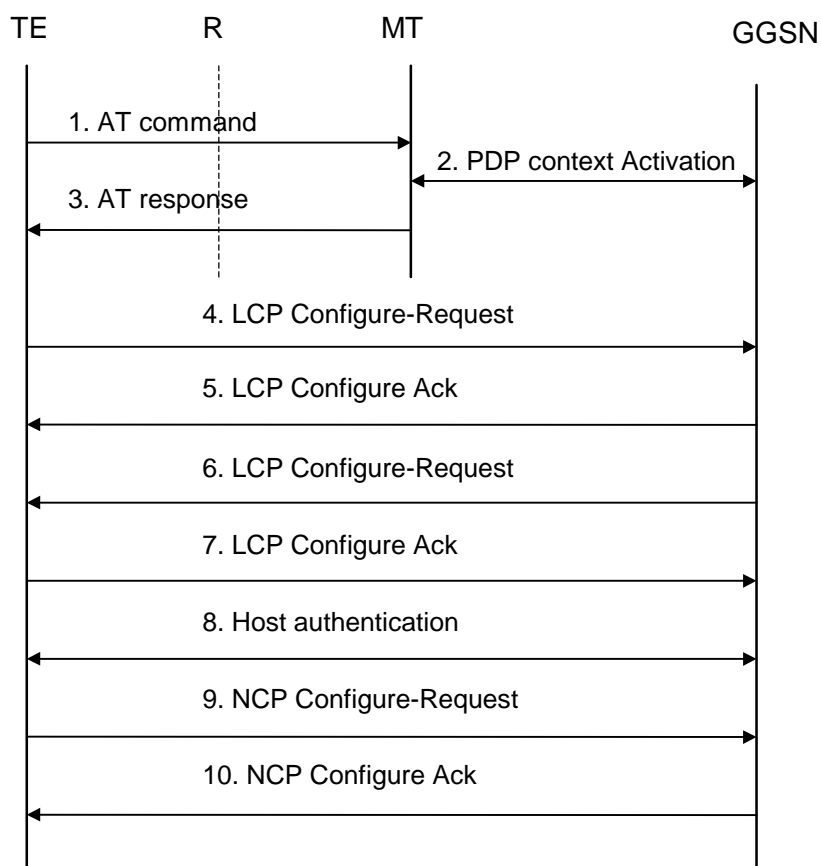 TE
R
MT
GGSN
1. AT command
2. PDP context Activation
3. AT response
4. LCP Configure-Request
5. LCP Configure Ack
6. LCP Configure-Request
7. LCP Configure Ack
8. Host authentication
9. NCP Configure-Request
10. NCP Configure Ack